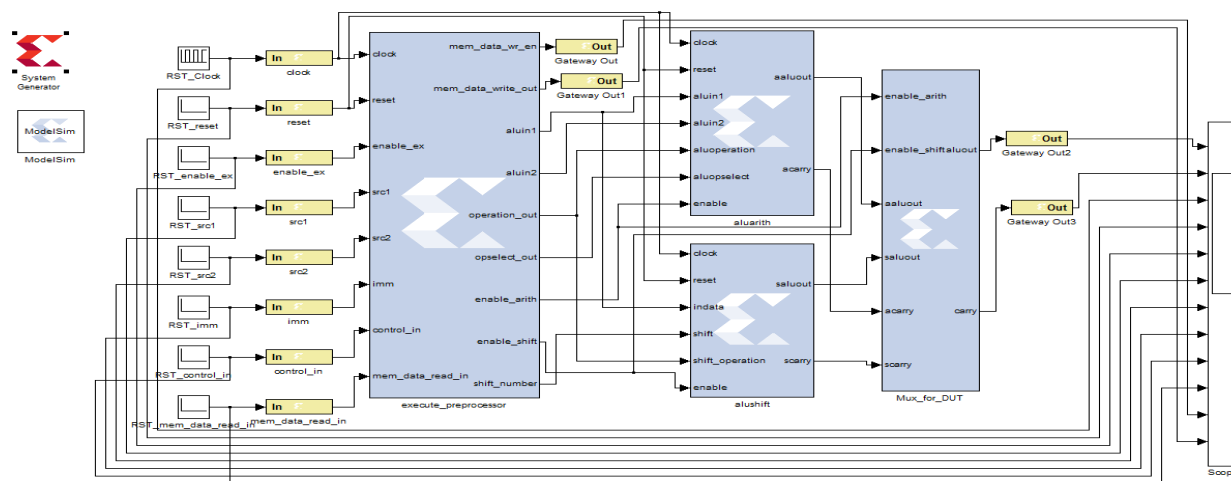 System
Generator
ModelSim
ModelSim
RST_Clock
RST_reset
RST_enable_ex
RST_src1
RST_src2
RST_imm
RST_control_in
RST_mem_data_read_in
In
clock
In
reset
In
enable_ex
In
src1
In
src2
In
imm
In
control_in
In
mem_data_read_in
clock
reset
enable_ex
src1
src2
imm
control_in
mem_data_read_in
mem_data_wr_en
mem_data_write_out
aluin1
aluin2
operation_out
opselect_out
enable_arith
enable_shift
shift_number
execute_preprocessor
Out
Gateway Out
Out
Gateway Out1
clock
reset
aluin1
aluin2
aluoperation
aluopselect
enable
aaluout
acarry
aluarith
clock
reset
indata
shift
shift_operation
enable
saluout
scarry
alushift
enable_arith
enable_shift
aluout
aaluout
saluout
acarry
carry
scarry
Mux_for_DUT
Out
Gateway Out2
Out
Gateway Out3
Scop